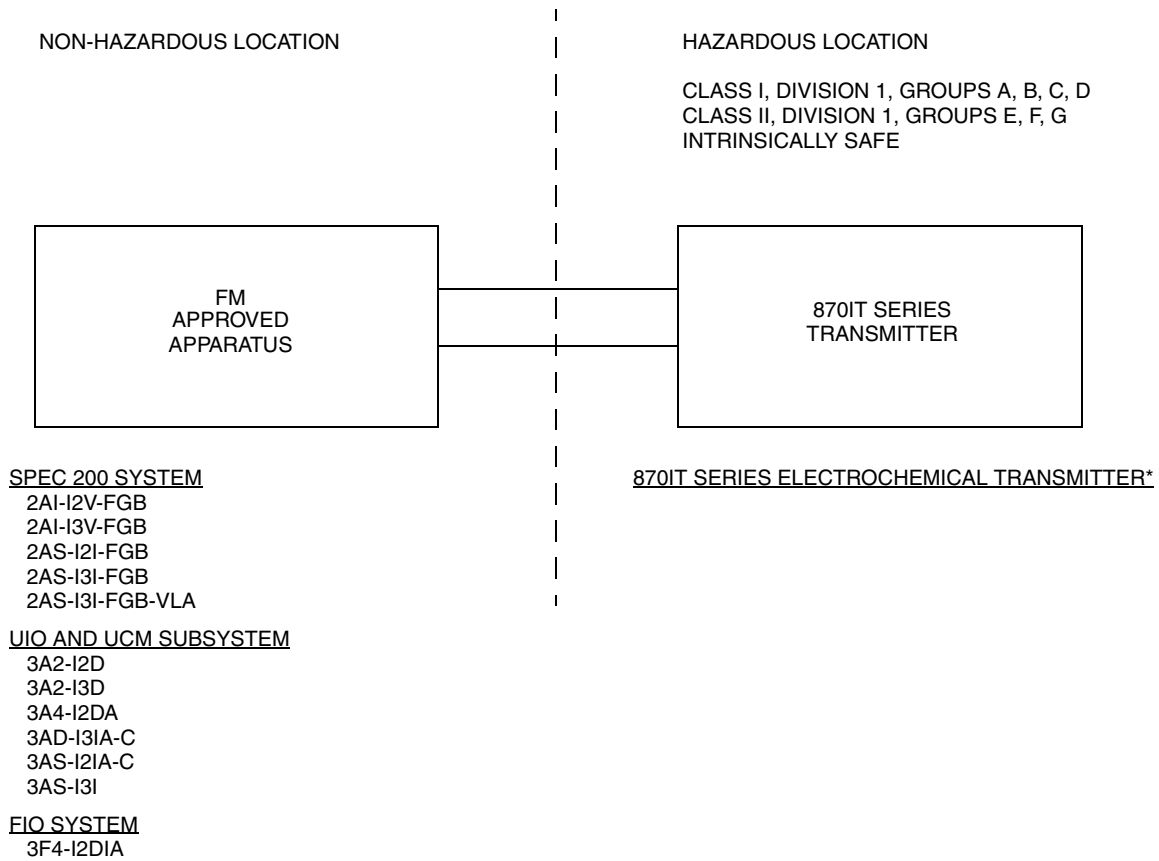 NON-HAZARDOUS LOCATION
HAZARDOUS LOCATION
CLASS I, DIVISION 1, GROUPS A, B, C, D
CLASS II, DIVISION 1, GROUPS E, F, G
INTRINSICALLY SAFE
FM
APPROVED
APPARATUS
870IT SERIES
TRANSMITTER
SPEC 200 SYSTEM
2AI-I2V-FGB
2AI-I3V-FGB
2AS-I2I-FGB
2AS-I3I-FGB
2AS-I3I-FGB-VLA
UIO AND UCM SUBSYSTEM
3A2-I2D
3A2-I3D
3A4-I2DA
3AD-I3IA-C
3AS-I2IA-C
3AS-I3I
FIO SYSTEM
3F4-I2DIA
870IT SERIES ELECTROCHEMICAL TRANSMITTER*